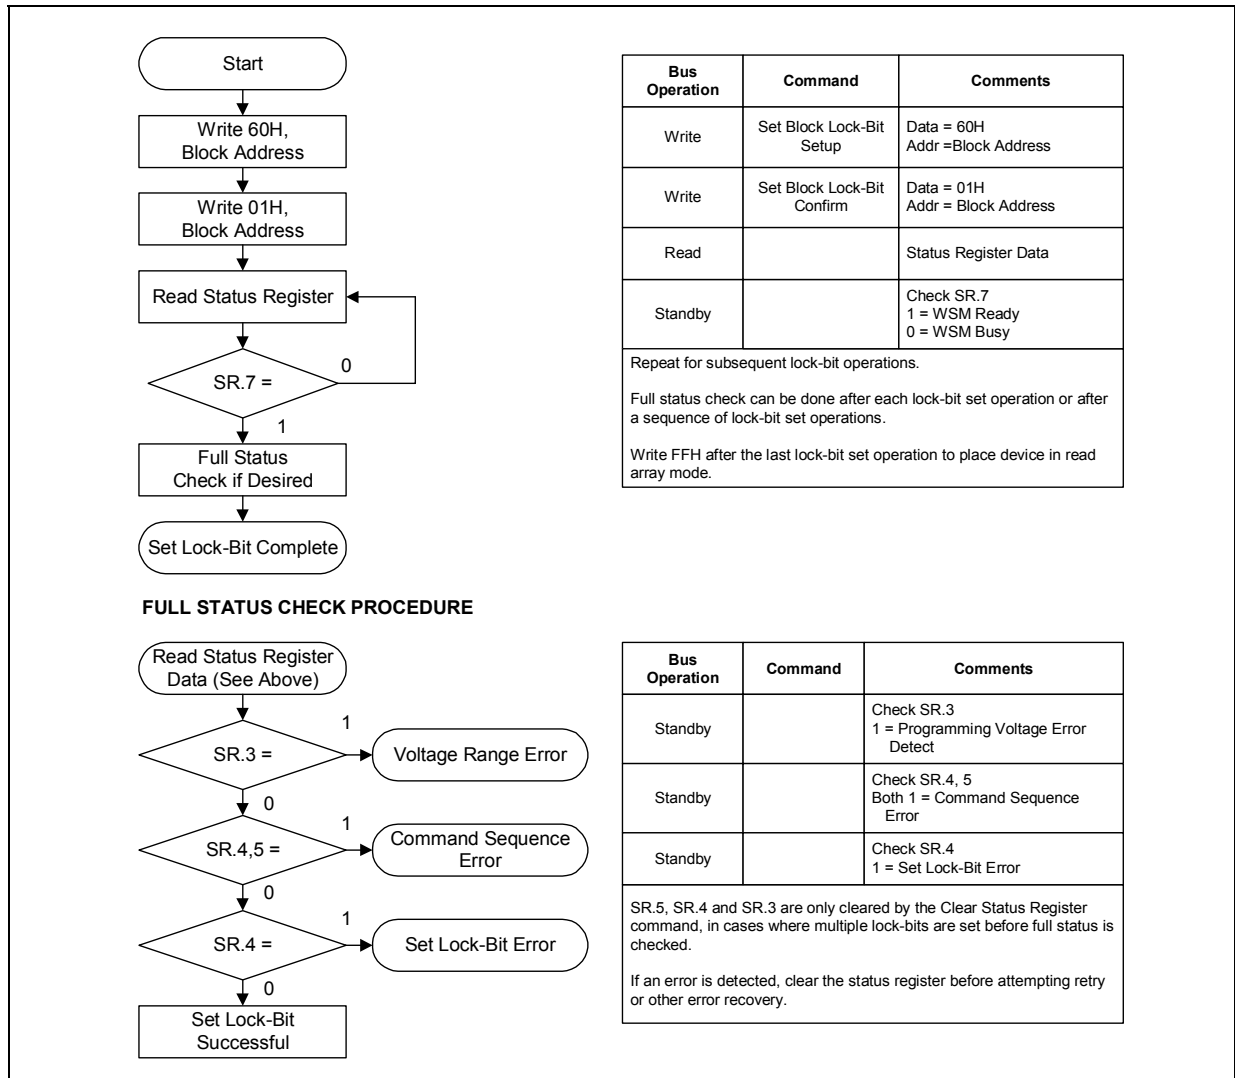 Start
Write 60H,
Block Address
Write 01H,
Block Address
Read Status Register
SR.7 =
0
1
Full Status
Check if Desired
Set Lock-Bit Complete
Bus
Operation
Command
Comments
Write
Set Block Lock-Bit
Setup
Data = 60H
Addr =Block Address
Write
Set Block Lock-Bit
Confirm
Data = 01H
Addr = Block Address
Read
Status Register Data
Standby
Check SR.7
1 = WSM Ready
0 = WSM Busy
Repeat for subsequent lock-bit operations.
Full status check can be done after each lock-bit set operation or after
a sequence of lock-bit set operations.
Write FFH after the last lock-bit set operation to place device in read
array mode.
FULL STATUS CHECK PROCEDURE
Read Status Register
Data (See Above)
SR.3 =
1
Voltage Range Error
0
SR.4,5 =
1
Command Sequence
Error
0
SR.4 =
1
Set Lock-Bit Error
0
Set Lock-Bit
Successful
Bus
Operation
Command
Comments
Standby
Check SR.3
1 = Programming Voltage Error
Detect
Standby
Check SR.4, 5
Both 1 = Command Sequence
Error
Standby
Check SR.4
1 = Set Lock-Bit Error
SR.5, SR.4 and SR.3 are only cleared by the Clear Status Register
command, in cases where multiple lock-bits are set before full status is
checked.
If an error is detected, clear the status register before attempting retry
or other error recovery.